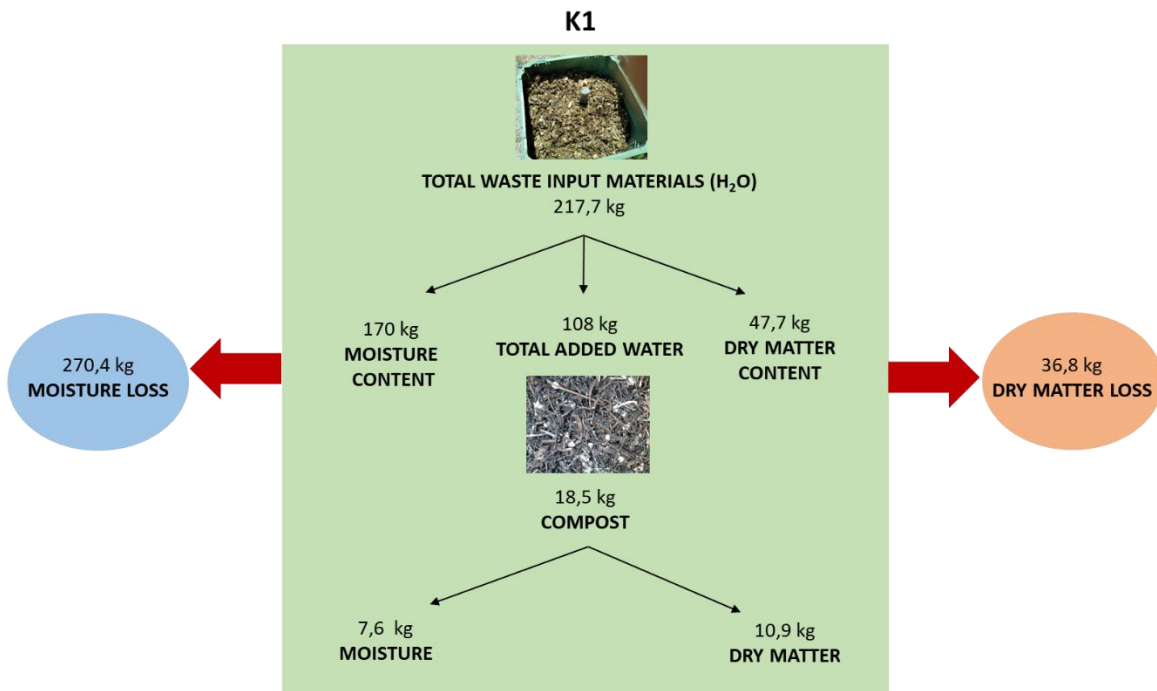 K1
TOTAL WASTE INPUT MATERIALS (H₂O)
217,7 kg
170 kg
MOISTURE
CONTENT
108 kg
TOTAL ADDED WATER
47,7 kg
DRY MATTER
CONTENT
270,4 kg
MOISTURE LOSS
36,8 kg
DRY MATTER LOSS
18,5 kg
COMPOST
7,6 kg
MOISTURE
10,9 kg
DRY MATTER